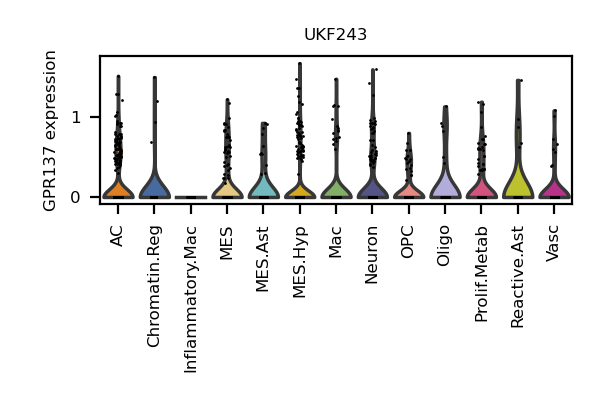 UKF243
GPR137 expression
1
0
AC
Chromatin.Reg
Inflammatory.Mac
MES
MES.Ast
MES.Hyp
Mac
Neuron
OPC
Oligo
Prolif.Metab
Reactive.Ast
Vasc